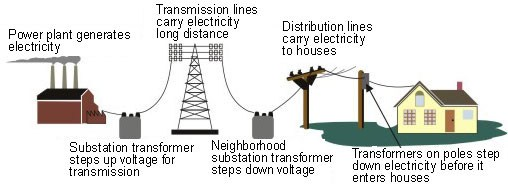 Power plant generates
electricity
Transmission lines
carry electricity
long distance
Distribution lines
carry electricity
to houses
Substation transformer
steps up voltage for
transmission
Neighborhood
substation transformer
steps down voltage
Transformers on poles step
down electricity before it
enters houses